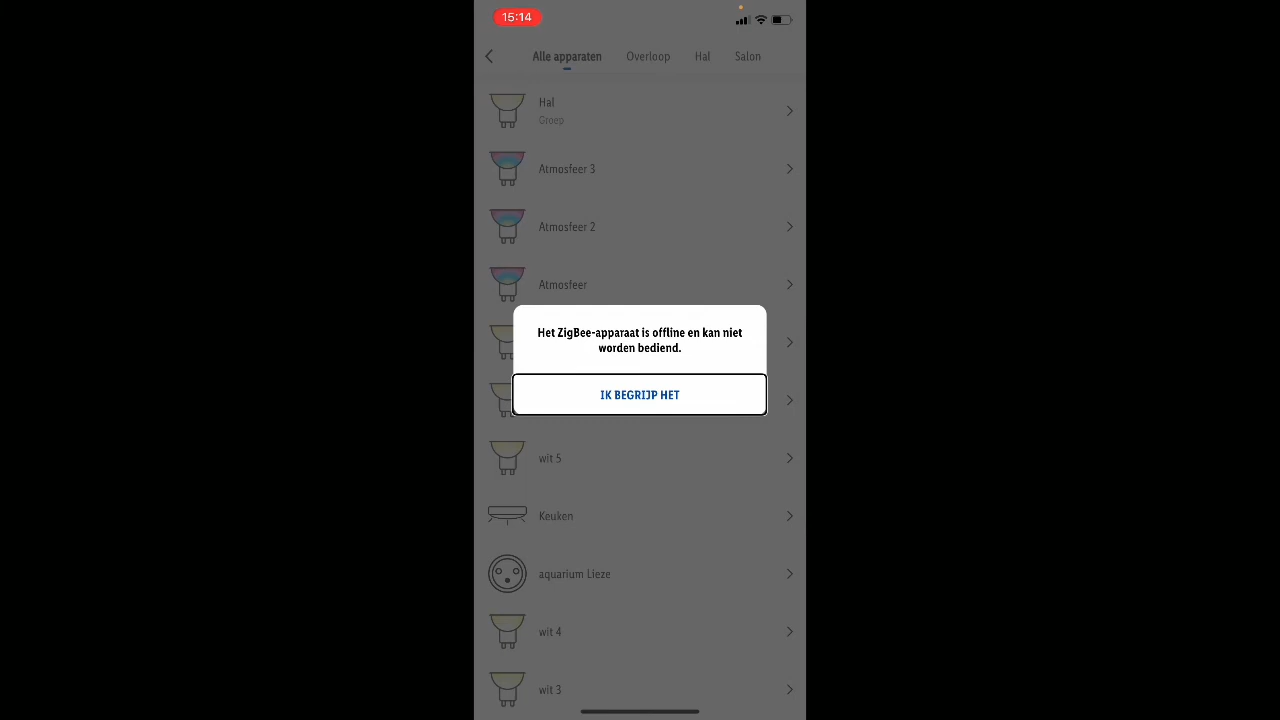 15:14
Alle apparaten Overloop Hal Salon
Hal
Groep
Atmosfeer 3
Atmosfeer 2
Atmosfeer
Het ZigBee-apparaat is offline en kan niet
worden bediend.
IK BEGRIJP HET
wit 5
Keuken
aquarium Lieze
wit 4
wit 3